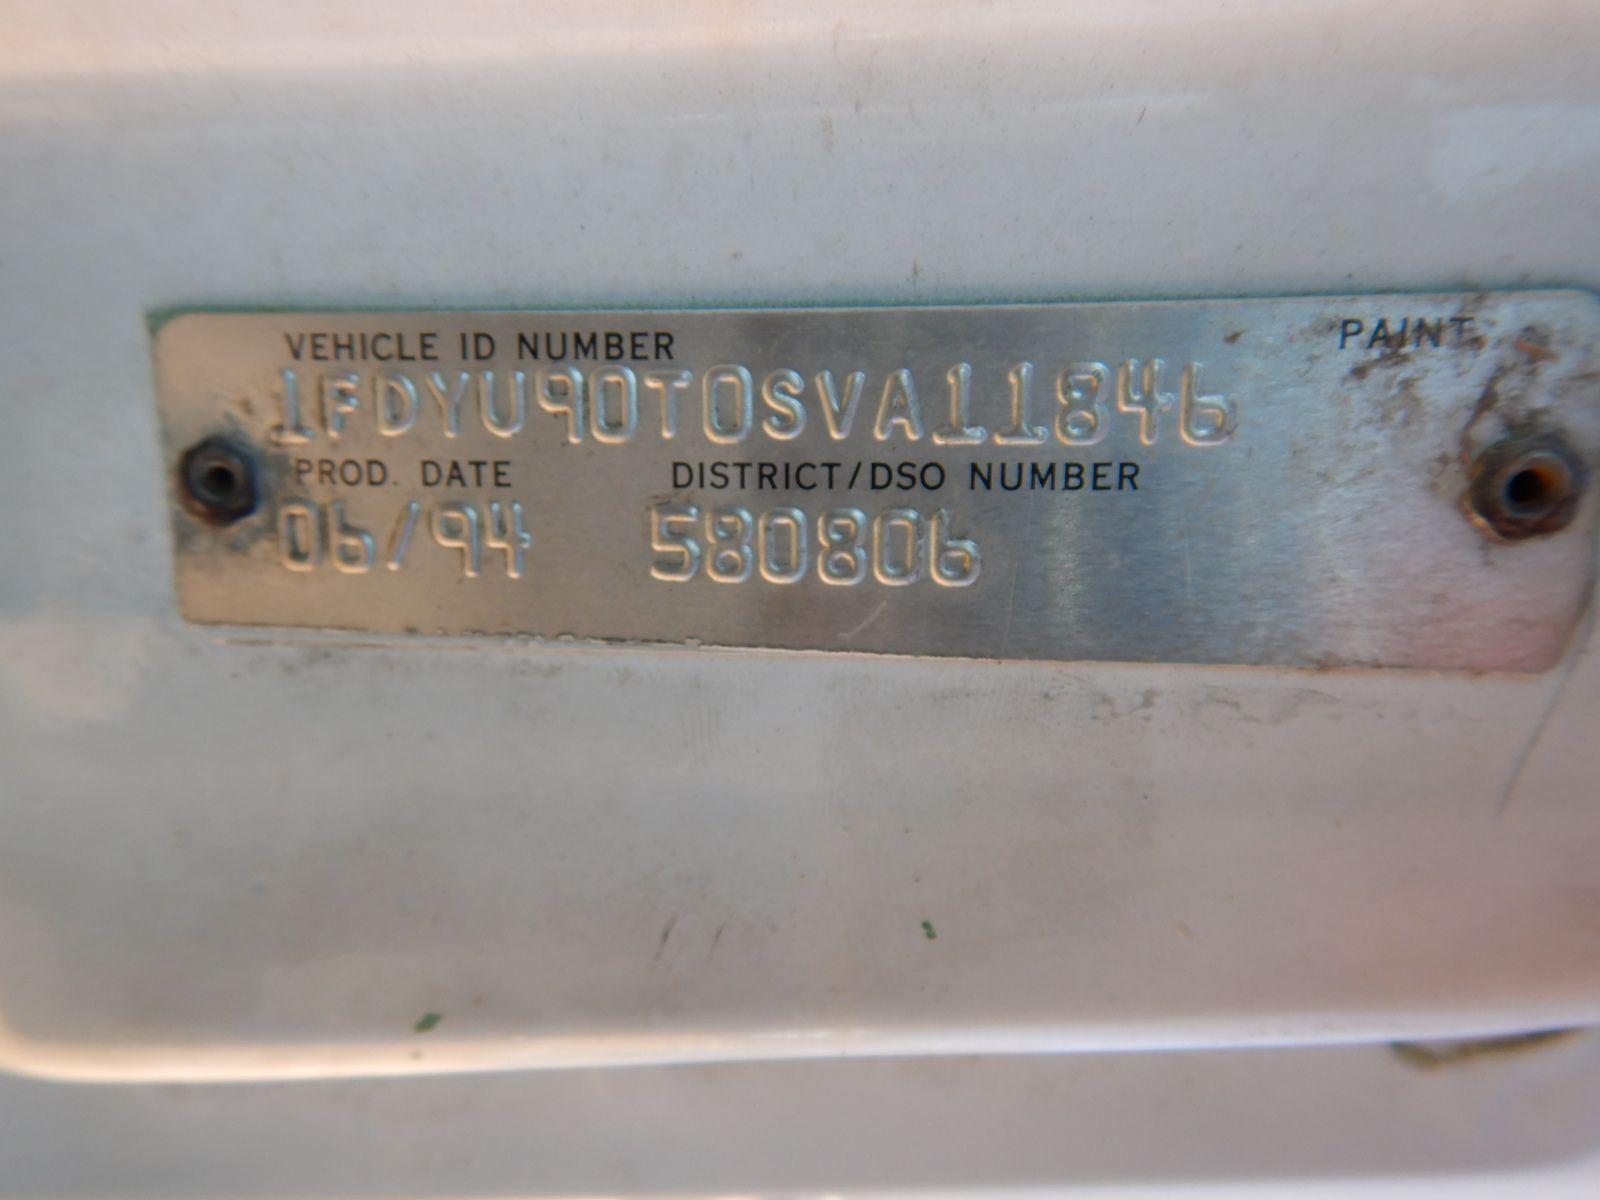 VEHICLE ID NUMBER PAINT
1FDYU90T0SVA11846
PROD. DATE DISTRICT/DSO NUMBER
06/94 580806